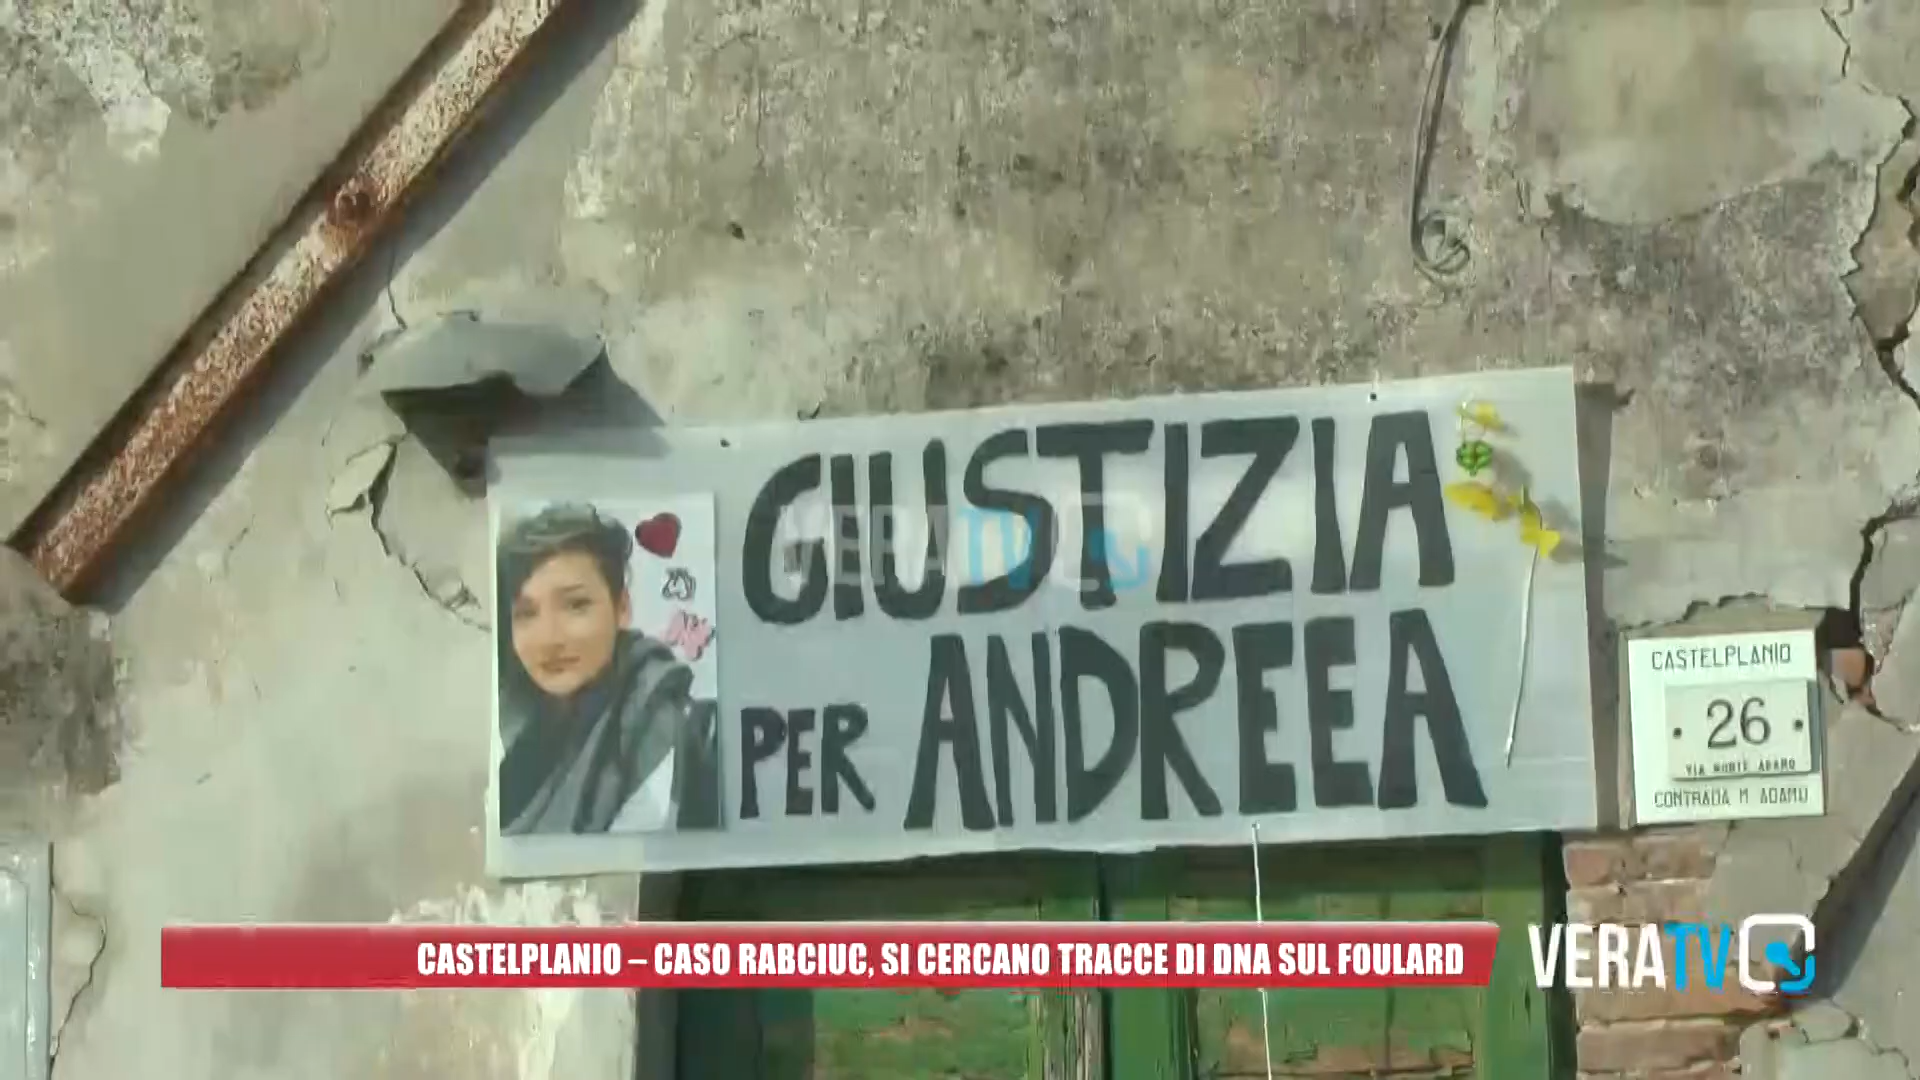 GIUSTIZIA
PER ANDREEA
VERATV
CASTELPLANIO
26
VIA MONTE ADAMO
CONTRADA M ADAMO
CASTELPLANIO – CASO RABCIUC, SI CERCANO TRACCE DI DNA SUL FOULARD
VERATV